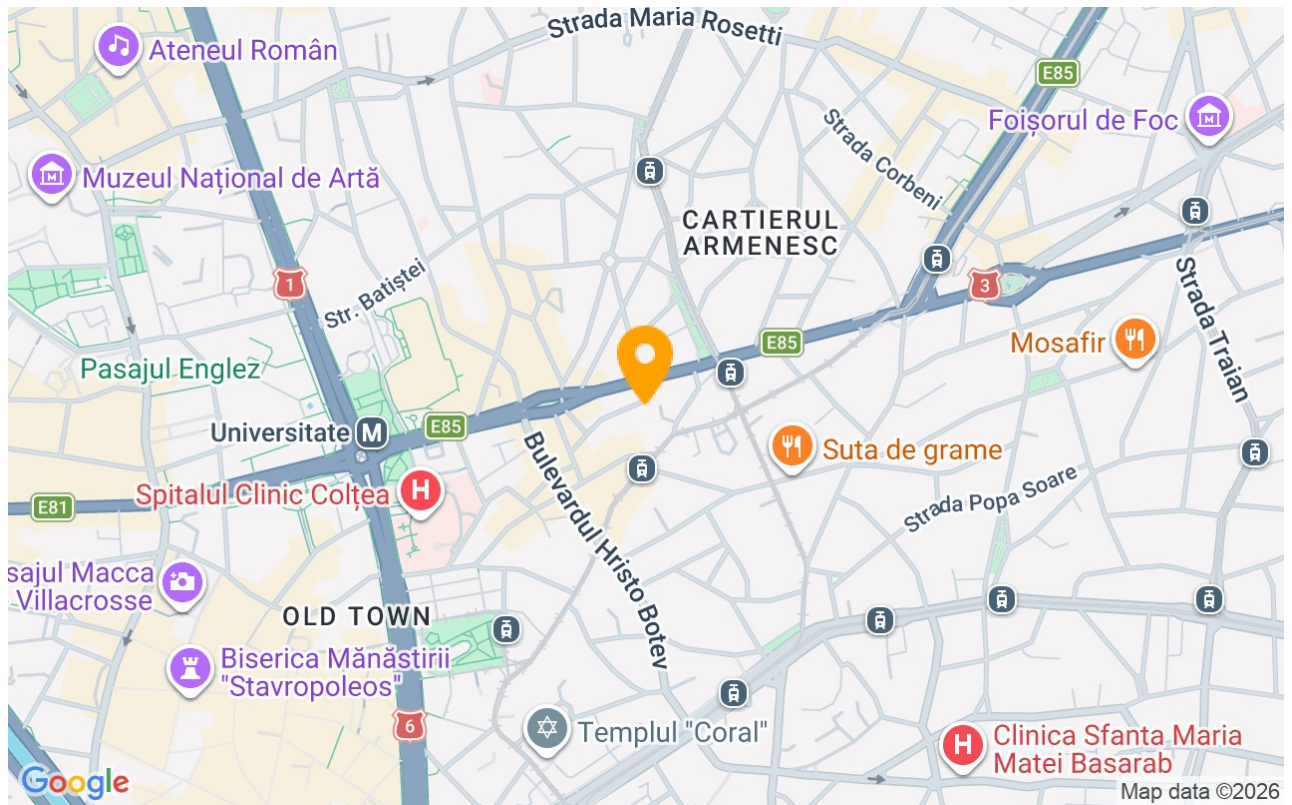 Strada Maria Rosetti
Ateneul Român
E85
Foișorul de Foc
Strada Corbeni
Muzeul Național de Artă
CARTIERUL
ARMENESC
1
3
Str. Batiștei
Strada Traian
E85
Mosafir
Pasajul Englez
Universitate
M
E85
Suta de grame
Bulevardul Hristo Botev
H
Spitalul Clinic Colțea
E81
Strada Popa Soare
sajul Macca
Villacrosse
OLD TOWN
Biserica Mănăstirii
"Stavropoleos"
6
Templul "Coral"
H
Clinica Sfanta Maria
Matei Basarab
Google
Map data ©2026